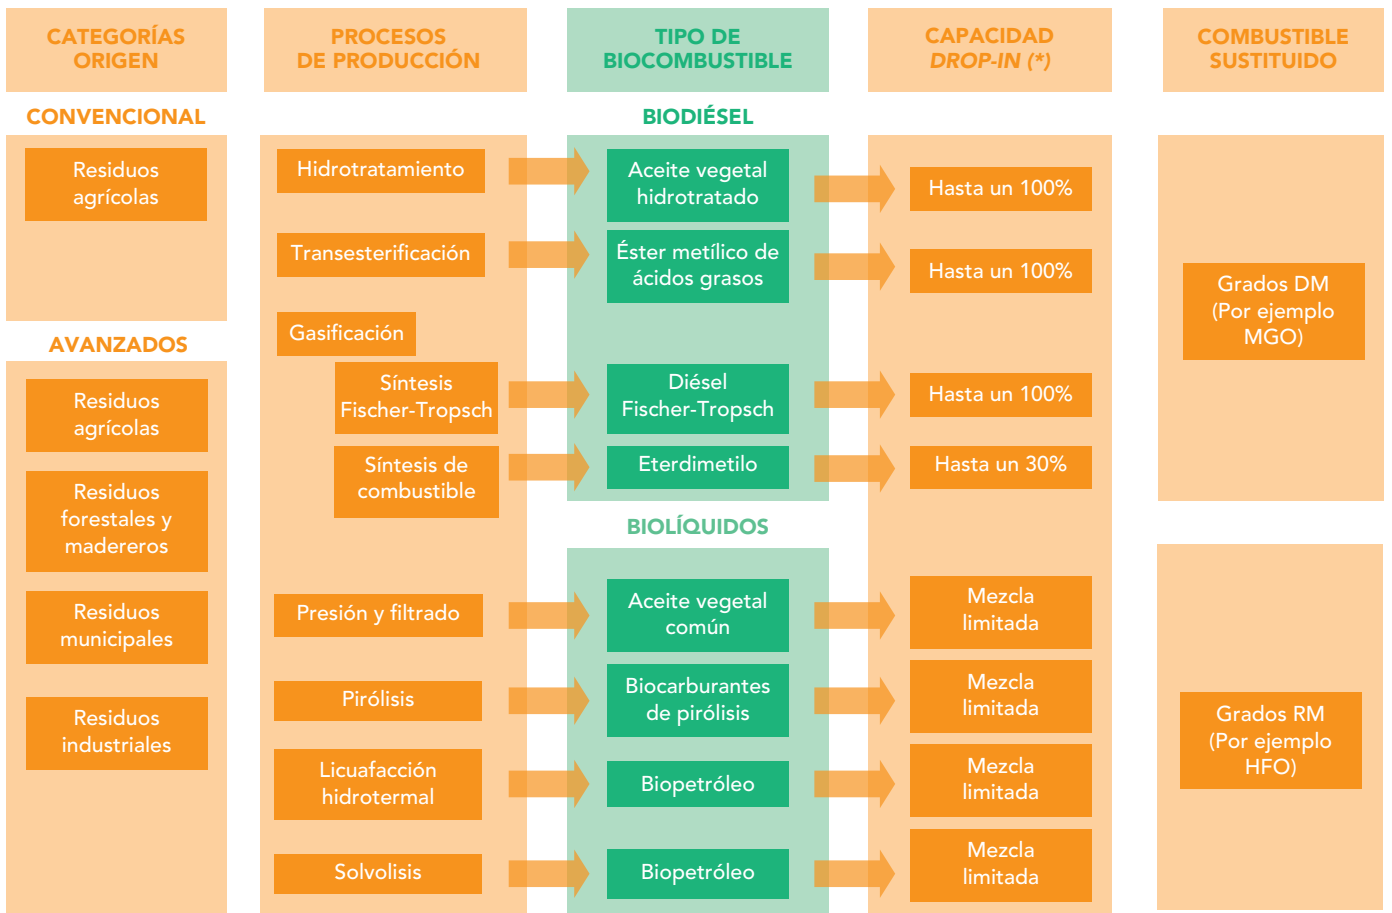 CATEGORÍAS
ORIGEN
PROCESOS
DE PRODUCCIÓN
TIPO DE
BIOCOMBUSTIBLE
CAPACIDAD
DROP-IN (*)
COMBUSTIBLE
SUSTITUIDO
CONVENCIONAL
Residuos
agrícolas
AVANZADOS
Residuos
agrícolas
Residuos
forestales y
madereros
Residuos
municipales
Residuos
industriales
Hidrotratamiento
Transesterificación
Gasificación
Síntesis
Fischer-Tropsch
Síntesis de
combustible
Presión y filtrado
Pirólisis
Licuafacción
hidrotermal
Solvolisis
BIODIÉSEL
Aceite vegetal
hidrotratado
Éster metílico de
ácidos grasos
Diésel
Fischer-Tropsch
Eterdimetilo
BIOLÍQUIDOS
Aceite vegetal
común
Biocarburantes
de pirólisis
Biopetróleo
Biopetróleo
Hasta un 100%
Hasta un 100%
Hasta un 100%
Hasta un 30%
Mezcla
limitada
Mezcla
limitada
Mezcla
limitada
Mezcla
limitada
Grados DM
(Por ejemplo
MGO)
Grados RM
(Por ejemplo
HFO)